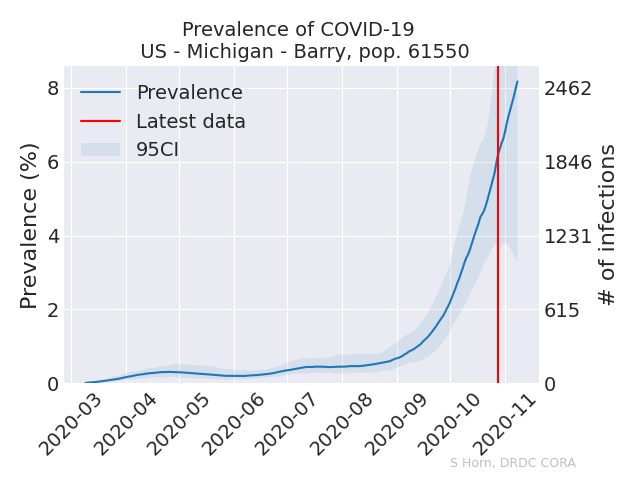 Prevalence of COVID-19
US - Michigan - Barry, pop. 61550
Prevalence
Latest data
95CI
Prevalence (%)
8
6
4
2
0
2462
1846
1231
615
0
# of infections
2020-03
2020-04
2020-05
2020-06
2020-07
2020-08
2020-09
2020-10
2020-11
S Horn, DRDC CORA